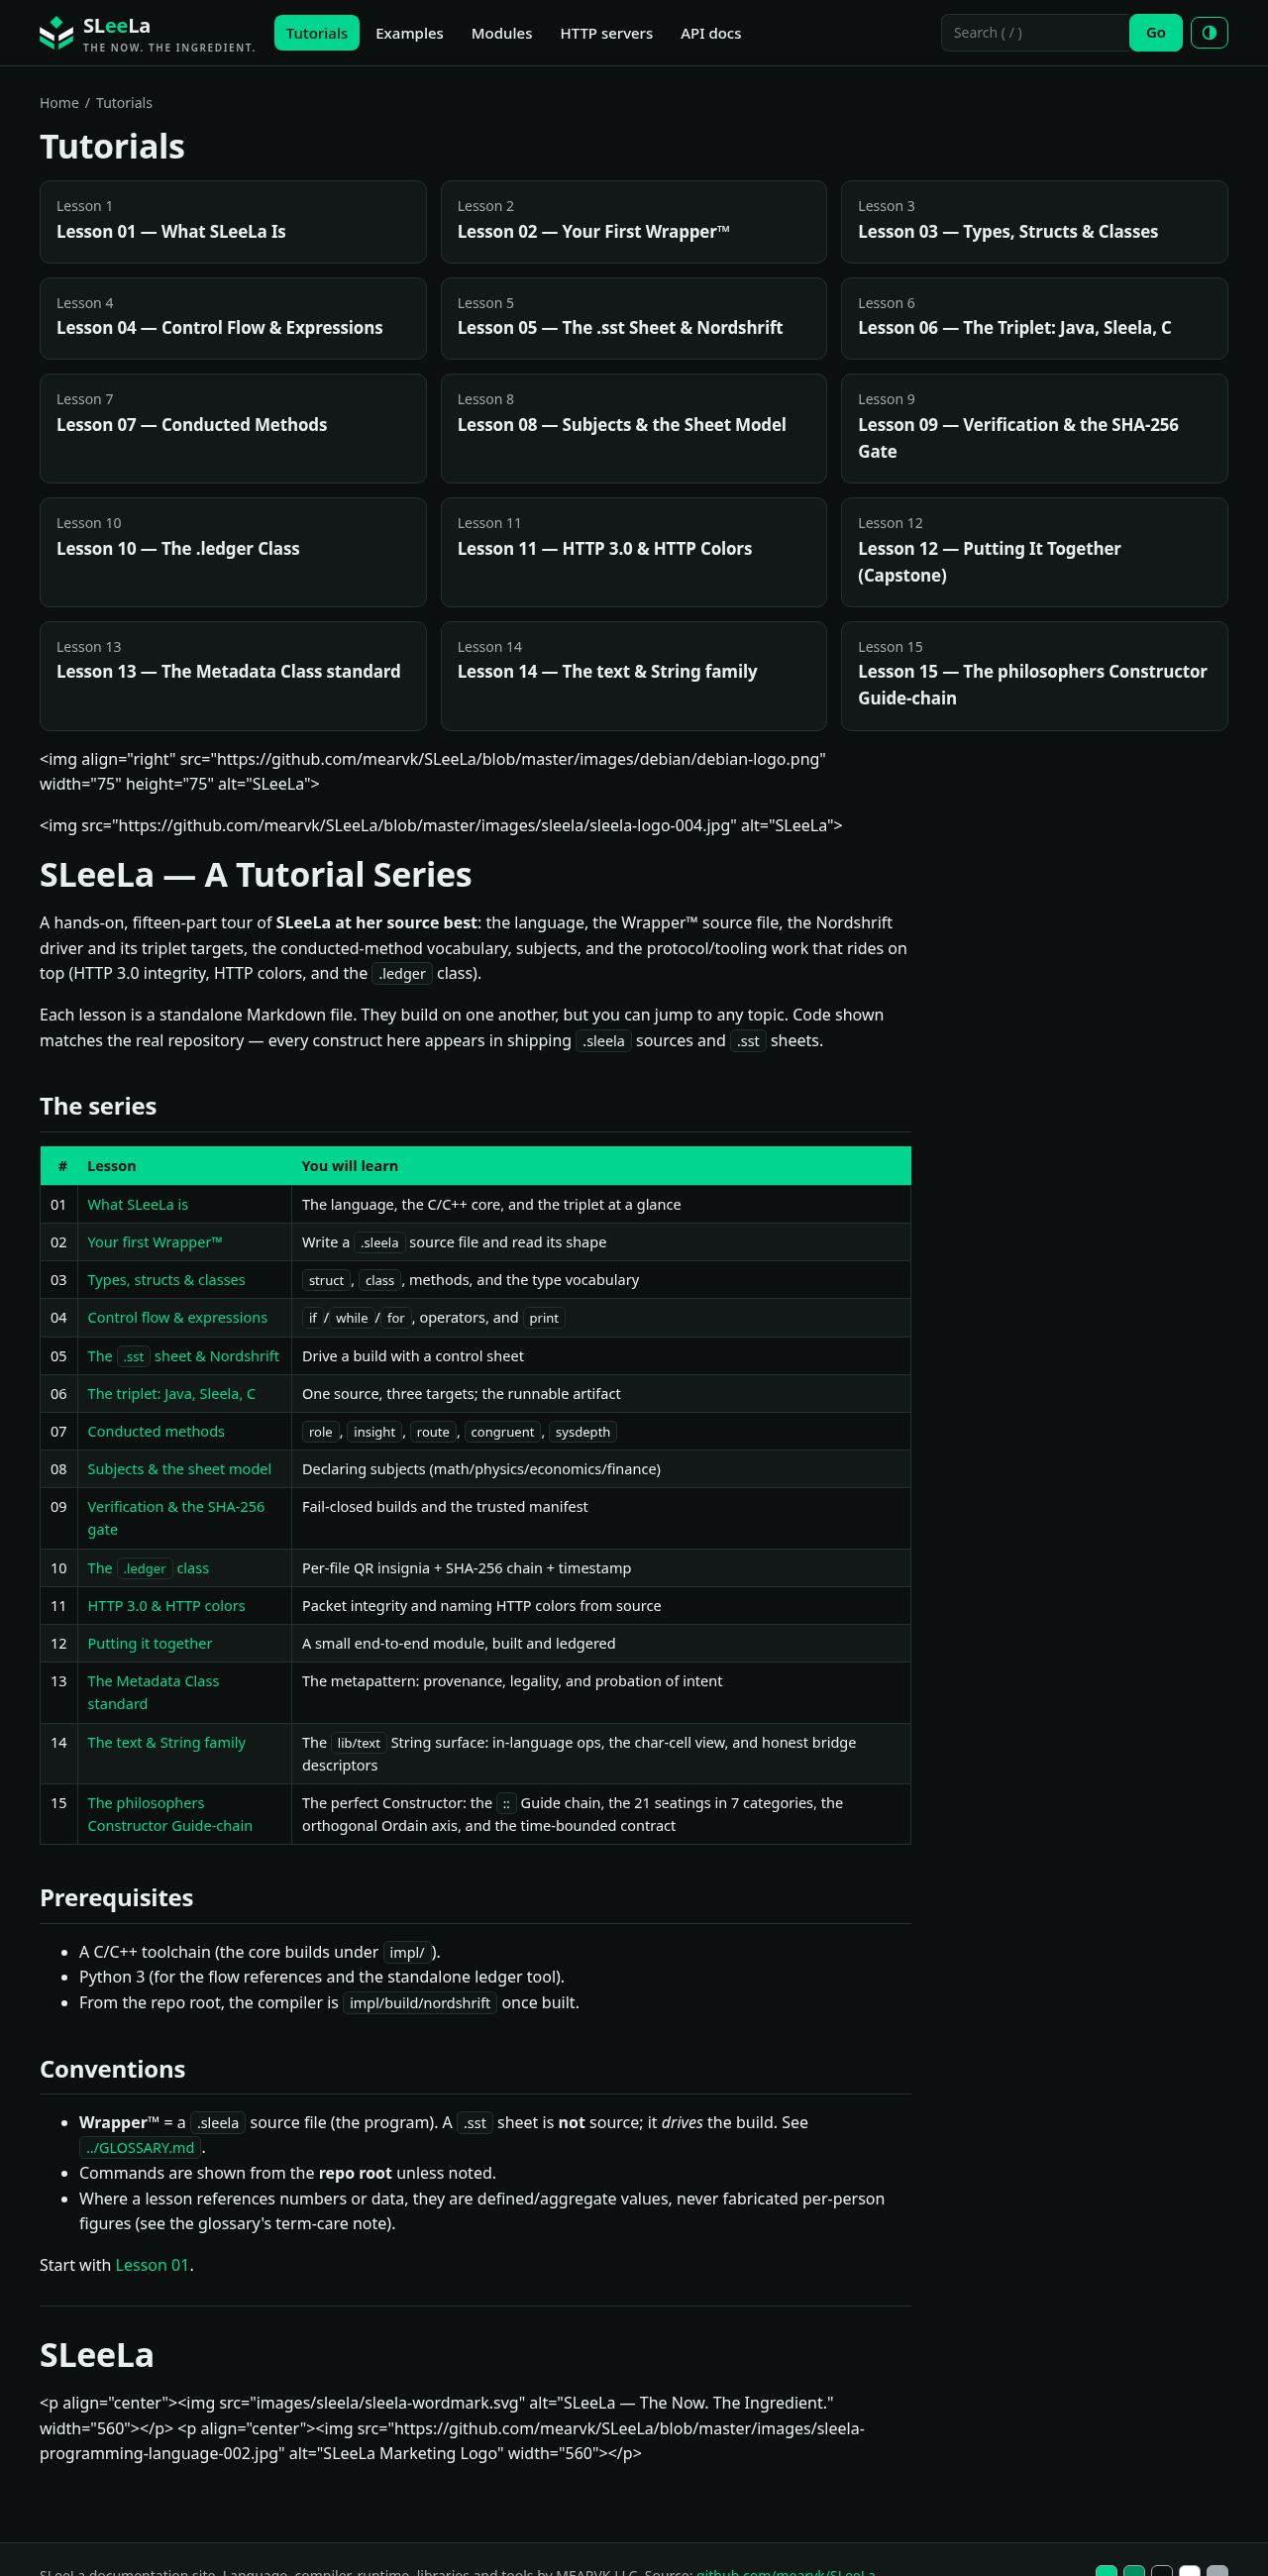 SLeeLa
THE NOW. THE INGREDIENT.
Tutorials
Examples
Modules
HTTP servers
API docs
Search ( / )
Go
Home / Tutorials
Tutorials
Lesson 1
Lesson 01 — What SLeeLa Is
Lesson 2
Lesson 02 — Your First Wrapper™
Lesson 3
Lesson 03 — Types, Structs & Classes
Lesson 4
Lesson 04 — Control Flow & Expressions
Lesson 5
Lesson 05 — The .sst Sheet & Nordshrift
Lesson 6
Lesson 06 — The Triplet: Java, Sleela, C
Lesson 7
Lesson 07 — Conducted Methods
Lesson 8
Lesson 08 — Subjects & the Sheet Model
Lesson 9
Lesson 09 — Verification & the SHA-256
Gate
Lesson 10
Lesson 10 — The .ledger Class
Lesson 11
Lesson 11 — HTTP 3.0 & HTTP Colors
Lesson 12
Lesson 12 — Putting It Together
(Capstone)
Lesson 13
Lesson 13 — The Metadata Class standard
Lesson 14
Lesson 14 — The text & String family
Lesson 15
Lesson 15 — The philosophers Constructor
Guide-chain
<img align="right" src="https://github.com/mearvk/SLeeLa/blob/master/images/debian/debian-logo.png"
width="75" height="75" alt="SLeeLa">
<img src="https://github.com/mearvk/SLeeLa/blob/master/images/sleela/sleela-logo-004.jpg" alt="SLeeLa">
SLeeLa — A Tutorial Series
A hands-on, fifteen-part tour of SLeeLa at her source best: the language, the Wrapper™ source file, the Nordshrift
driver and its triplet targets, the conducted-method vocabulary, subjects, and the protocol/tooling work that rides on
top (HTTP 3.0 integrity, HTTP colors, and the .ledger class).
Each lesson is a standalone Markdown file. They build on one another, but you can jump to any topic. Code shown
matches the real repository — every construct here appears in shipping .sleela sources and .sst sheets.
The series
# Lesson You will learn
01 What SLeeLa is The language, the C/C++ core, and the triplet at a glance
02 Your first Wrapper™ Write a .sleela source file and read its shape
03 Types, structs & classes struct, class, methods, and the type vocabulary
04 Control flow & expressions if/while/for, operators, and print
05 The .sst sheet & Nordshrift Drive a build with a control sheet
06 The triplet: Java, Sleela, C One source, three targets; the runnable artifact
07 Conducted methods role, insight, route, congruent, sysdepth
08 Subjects & the sheet model Declaring subjects (math/physics/economics/finance)
09 Verification & the SHA-256 Fail-closed builds and the trusted manifest
gate
10 The .ledger class Per-file QR insignia + SHA-256 chain + timestamp
11 HTTP 3.0 & HTTP colors Packet integrity and naming HTTP colors from source
12 Putting it together A small end-to-end module, built and ledgered
13 The Metadata Class The metapattern: provenance, legality, and probation of intent
standard
14 The text & String family The lib/text String surface: in-language ops, the char-cell view, and honest bridge
descriptors
15 The philosophers The perfect Constructor: the :: Guide chain, the 21 seatings in 7 categories, the
Constructor Guide-chain orthogonal Ordain axis, and the time-bounded contract
Prerequisites
A C/C++ toolchain (the core builds under impl/).
Python 3 (for the flow references and the standalone ledger tool).
From the repo root, the compiler is impl/build/nordshrift once built.
Conventions
Wrapper™ = a .sleela source file (the program). A .sst sheet is not source; it drives the build. See
../GLOSSARY.md.
Commands are shown from the repo root unless noted.
Where a lesson references numbers or data, they are defined/aggregate values, never fabricated per-person
figures (see the glossary's term-care note).
Start with Lesson 01.
SLeeLa
<p align="center"><img src="images/sleela/sleela-wordmark.svg" alt="SLeeLa — The Now. The Ingredient."
width="560"></p> <p align="center"><img src="https://github.com/mearvk/SLeeLa/blob/master/images/sleela-
programming-language-002.jpg" alt="SLeeLa Marketing Logo" width="560"></p>
SLeeLa documentation site. Language, compiler, runtime, libraries and tools by MEARVK LLC. Source: github.com/mearvk/SLeeLa